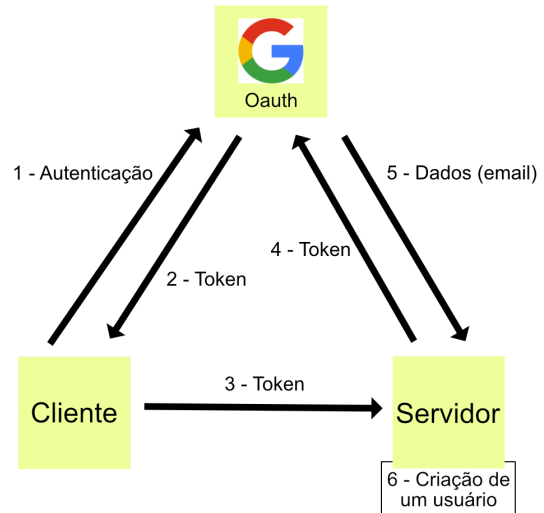 Oauth
1 - Autenticação
5 - Dados (email)
4 - Token
2 - Token
3 - Token
Cliente
Servidor
6 - Criação de
um usuário